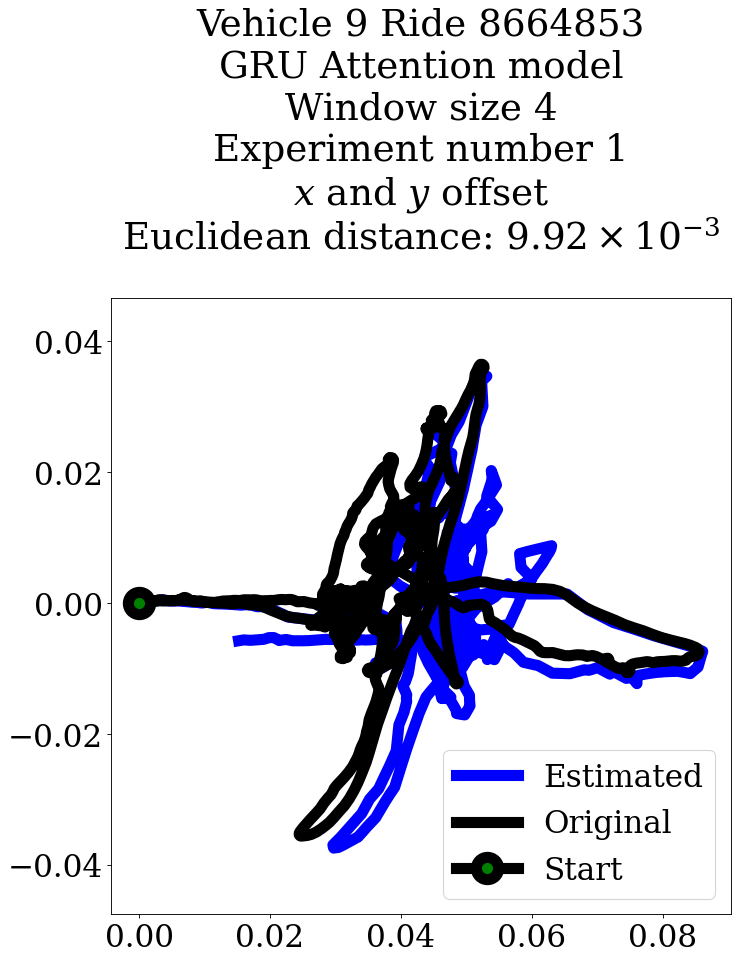 Vehicle 9 Ride 8664853
GRU Attention model
Window size 4
Experiment number 1
x and y offset
Euclidean distance: 9.92 × 10⁻³
0.04
0.02
0.00
−0.02
−0.04
Estimated
Original
Start
0.00 0.02 0.04 0.06 0.08